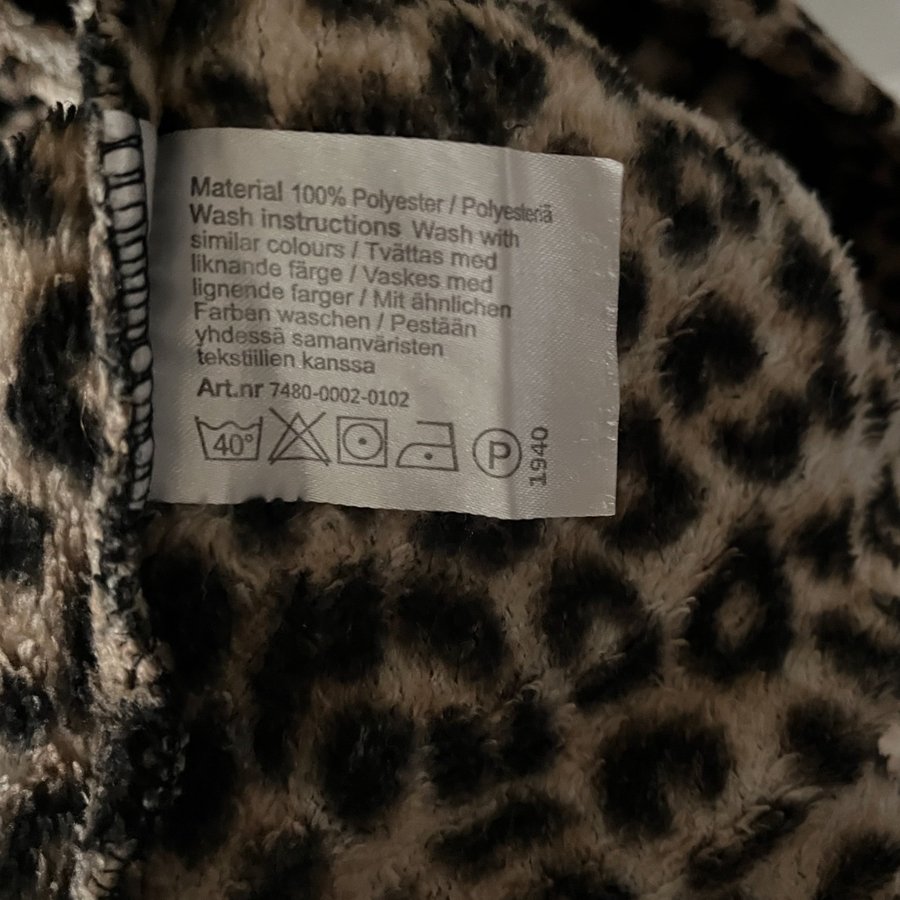 Material 100% Polyester / Polyesteriä
Wash instructions Wash with
similar colours / Tvättas med
liknande färge / Vaskes med
lignende farger / Mit ähnlichen
Farben waschen / Pestään
yhdessä samanväristen
tekstiilien kanssa
Art.nr 7480-0002-0102
40°
P
1940